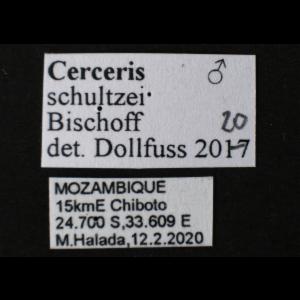 Cerceris ♂
schultzei
Bischoff 20
det. Dollfuss 2017
MOZAMBIQUE
15kmE Chiboto
24.700 S,33.609 E
M.Halada,12.2.2020